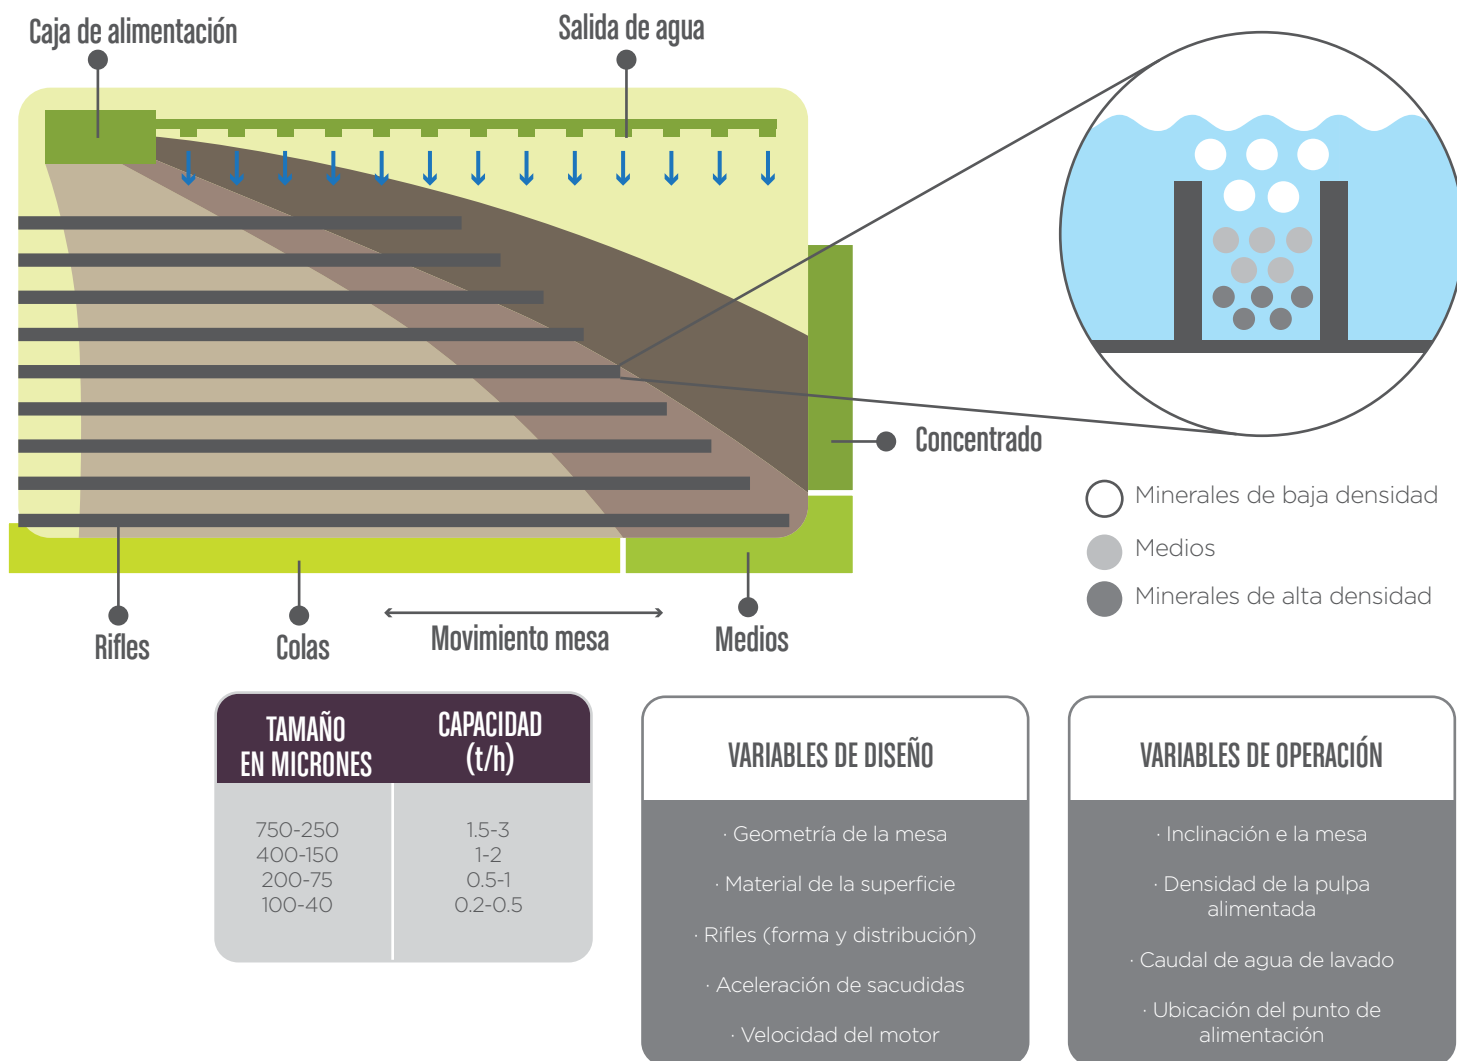 Caja de alimentación
Salida de agua
Concentrado
Minerales de baja densidad
Medios
Minerales de alta densidad
Rifles
Colas
Movimiento mesa
Medios
TAMAÑO
EN MICRONES
CAPACIDAD
(t/h)
750-250 1.5-3
400-150 1-2
200-75 0.5-1
100-40 0.2-0.5
VARIABLES DE DISEÑO
· Geometría de la mesa
· Material de la superficie
· Rifles (forma y distribución)
· Aceleración de sacudidas
· Velocidad del motor
VARIABLES DE OPERACIÓN
· Inclinación e la mesa
· Densidad de la pulpa
alimentada
· Caudal de agua de lavado
· Ubicación del punto de
alimentación